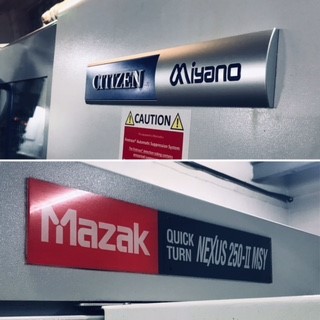 CITIZEN Miyano
CAUTION
Mazak QUICK TURN NEXUS 250-II MSY